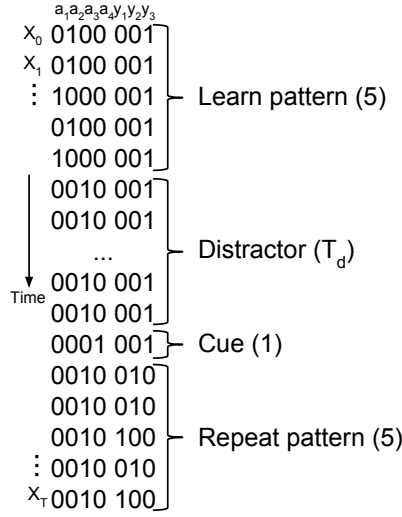 a₁a₂a₃a₄y₁y₂y₃
X₀ 0100 001
X₁ 0100 001
⋮ 1000 001 Learn pattern (5)
0100 001
1000 001
0010 001
0010 001
... Distractor (T_d)
0010 001
Time 0010 001
0001 001 Cue (1)
0010 010
0010 010
0010 100 Repeat pattern (5)
⋮ 0010 010
X_T 0010 100